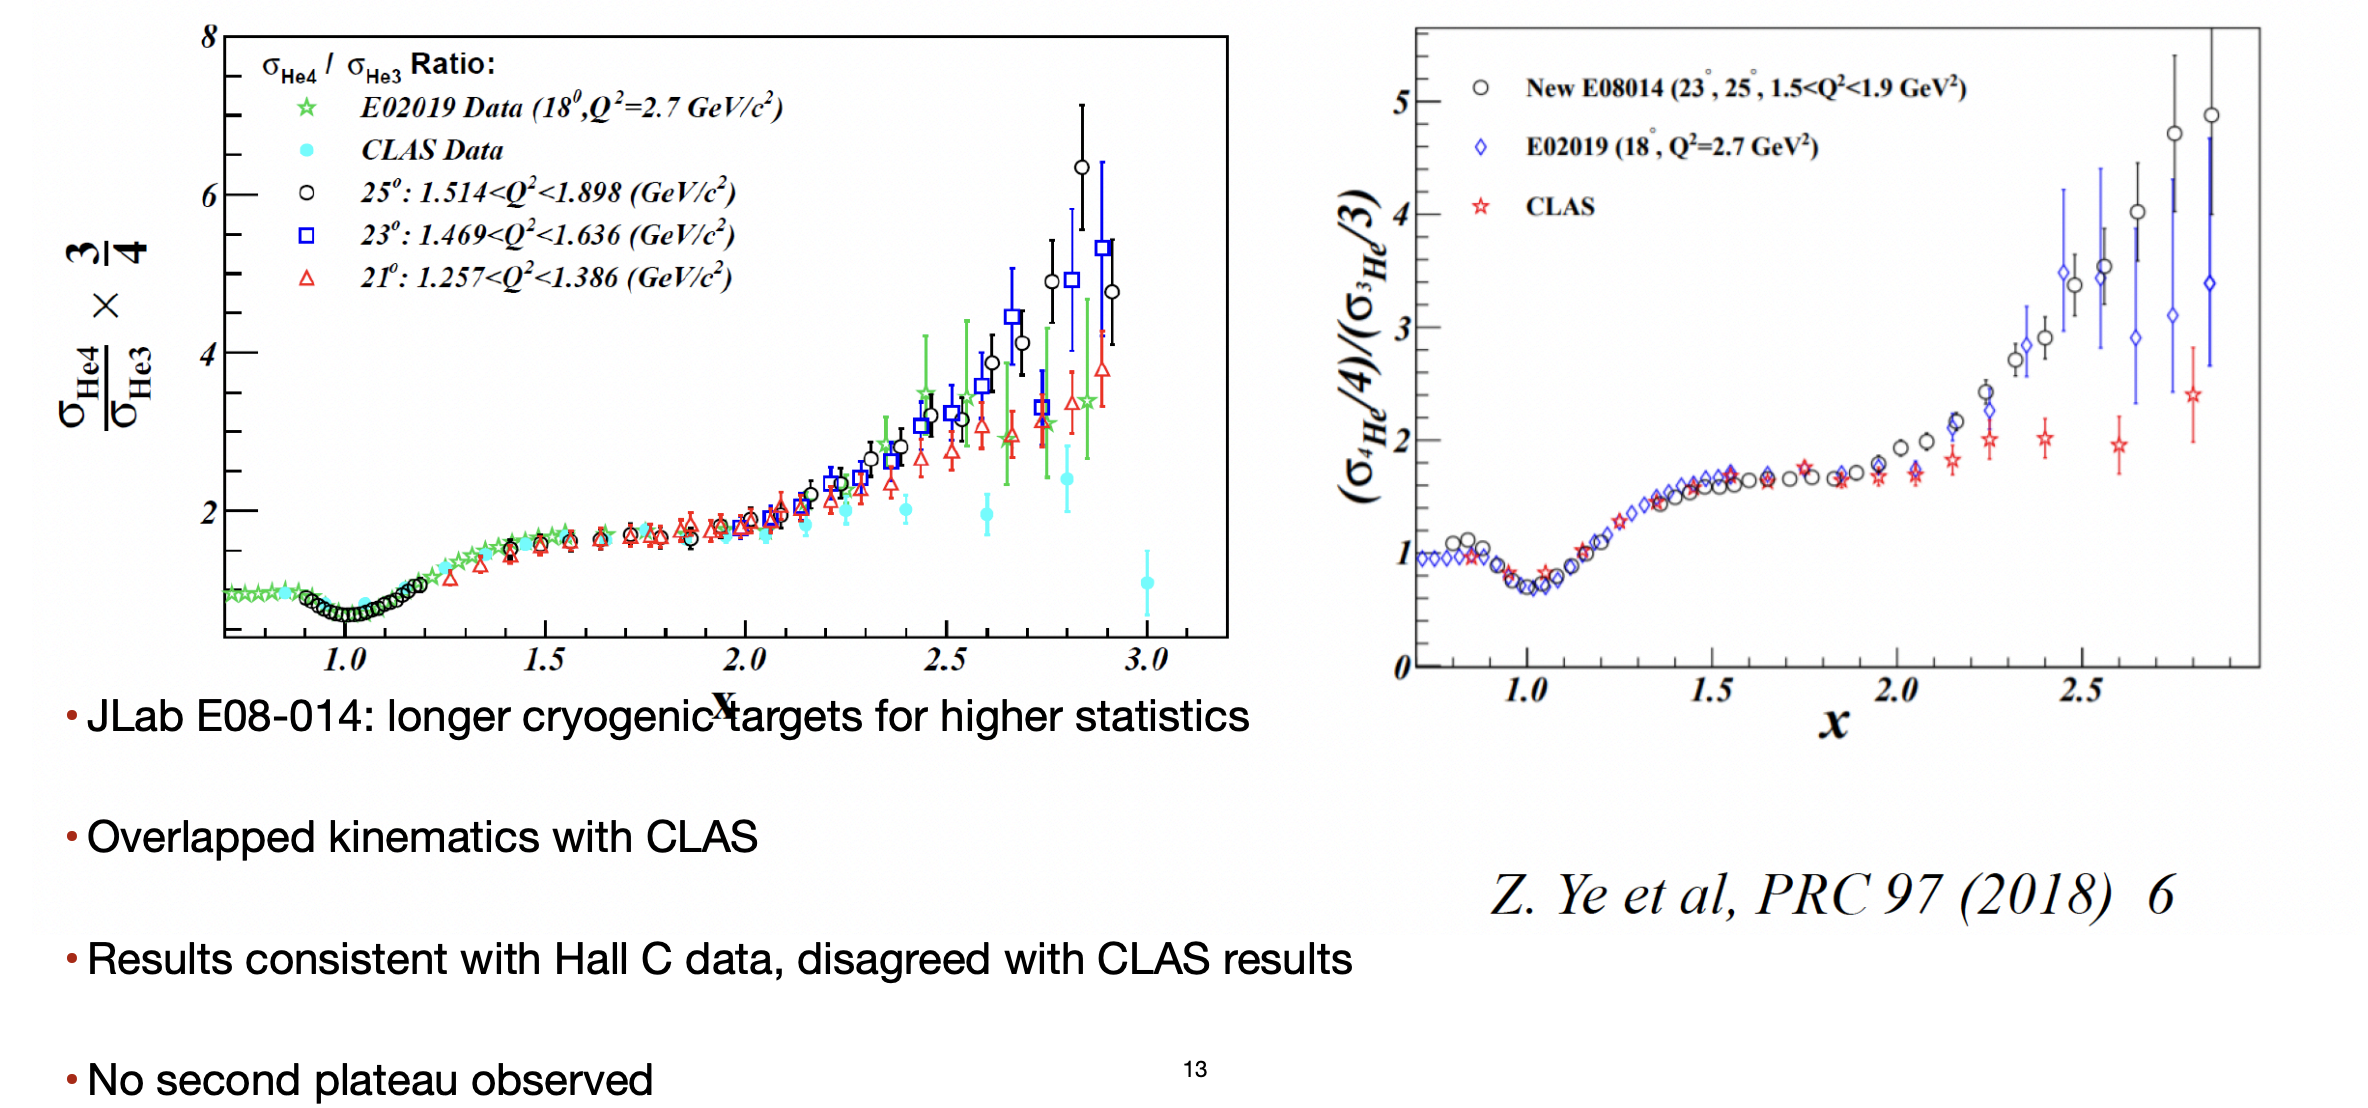 8
6
4
2
σHe4 / σHe3 Ratio:
E02019 Data (18⁰,Q²=2.7 GeV/c²)
CLAS Data
25º: 1.514<Q²<1.898 (GeV/c²)
23º: 1.469<Q²<1.636 (GeV/c²)
21º: 1.257<Q²<1.386 (GeV/c²)
σHe4/σHe3 × 3/4
1.0 1.5 2.0 2.5 3.0
x
5
4
3
2
1
0
New E08014 (23°, 25°, 1.5<Q²<1.9 GeV²)
E02019 (18°, Q²=2.7 GeV²)
CLAS
(σ⁴He/4)/(σ³He/3)
1.0 1.5 2.0 2.5
x
• JLab E08-014: longer cryogenic targets for higher statistics
• Overlapped kinematics with CLAS
Z. Ye et al, PRC 97 (2018) 6
• Results consistent with Hall C data, disagreed with CLAS results
• No second plateau observed
13